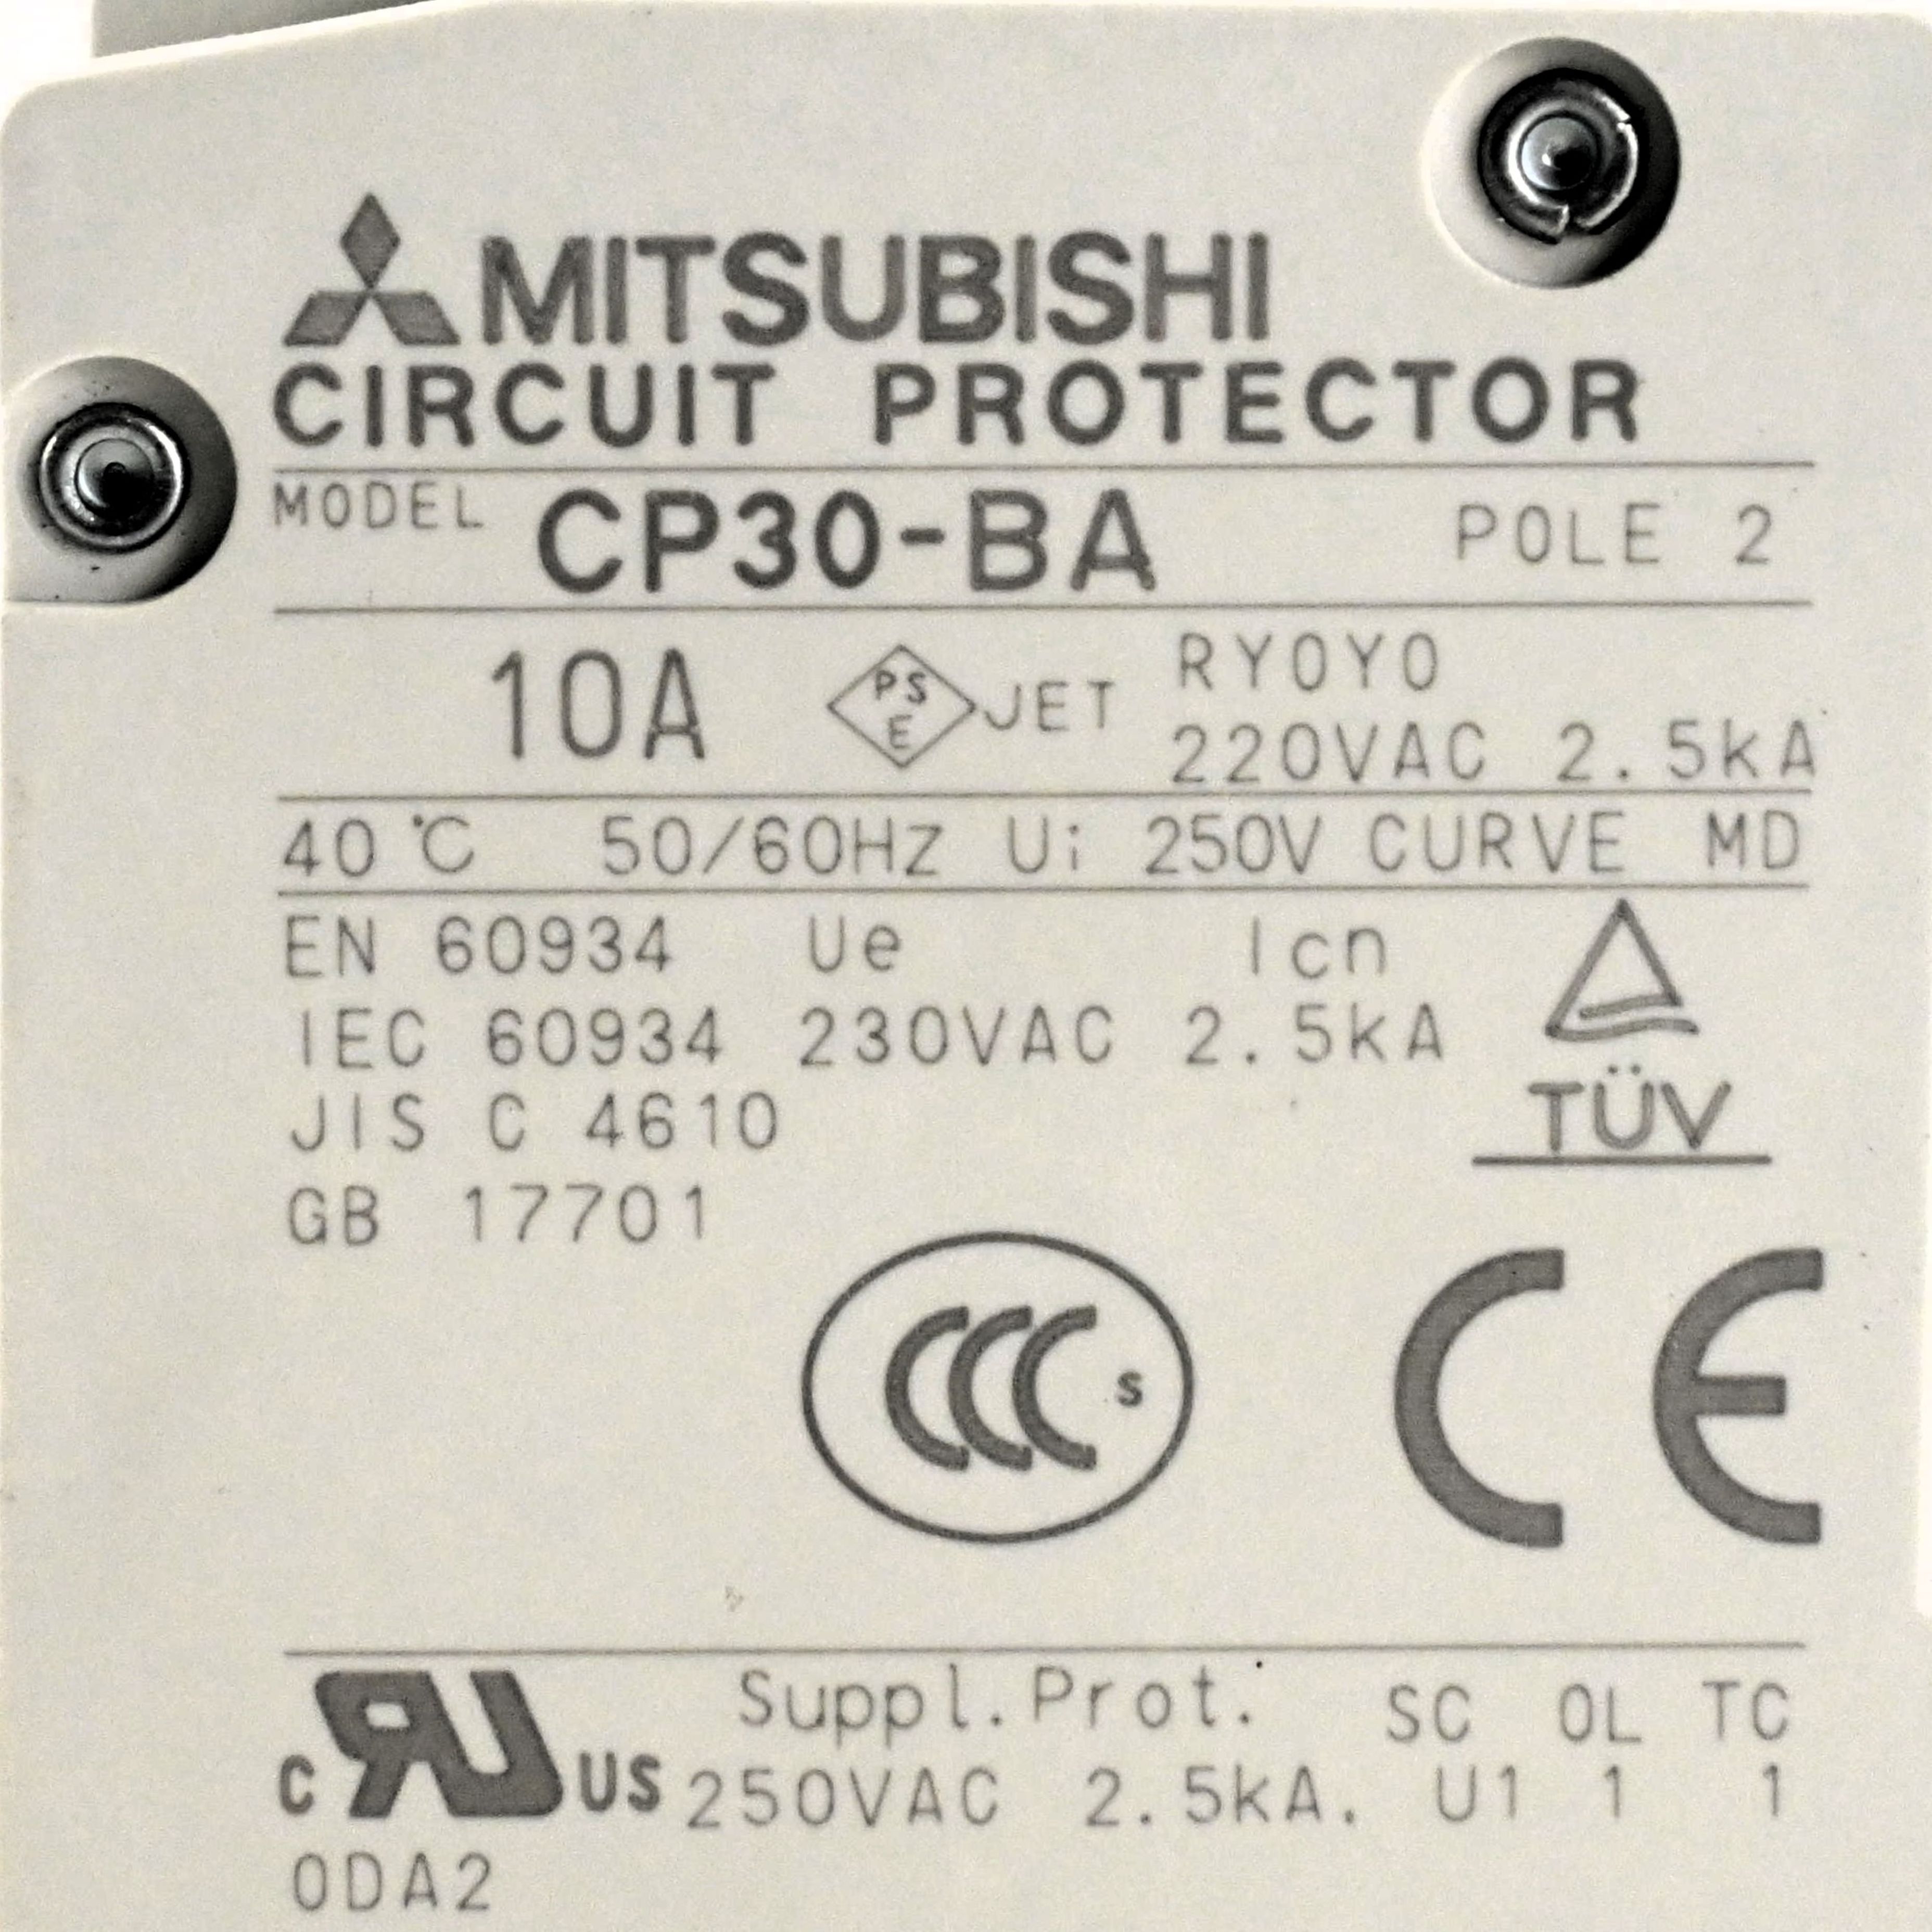 MITSUBISHI
CIRCUIT PROTECTOR
MODEL CP30-BA POLE 2
10A PS E JET RYOYO
220VAC 2.5kA
40℃ 50/60Hz Ui 250V CURVE MD
EN 60934 Ue Icn
IEC 60934 230VAC 2.5kA
JIS C 4610
GB 17701
TÜV
CCC S
CE
Suppl.Prot. SC OL TC
c RU US 250VAC 2.5kA. U1 1 1
0DA2